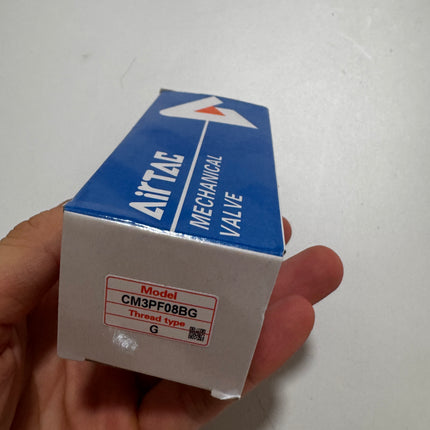 AirTAC
MECHANICAL
VALVE
Model
CM3PF08BG
Thread type
G